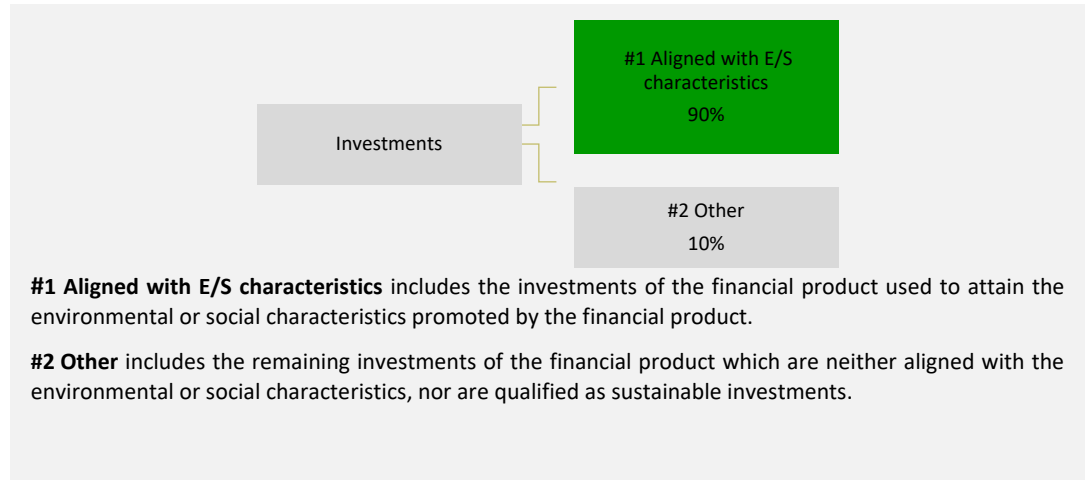 #1 Aligned with E/S
characteristics
90%
Investments
#2 Other
10%
#1 Aligned with E/S characteristics includes the investments of the financial product used to attain the
environmental or social characteristics promoted by the financial product.
#2 Other includes the remaining investments of the financial product which are neither aligned with the
environmental or social characteristics, nor are qualified as sustainable investments.